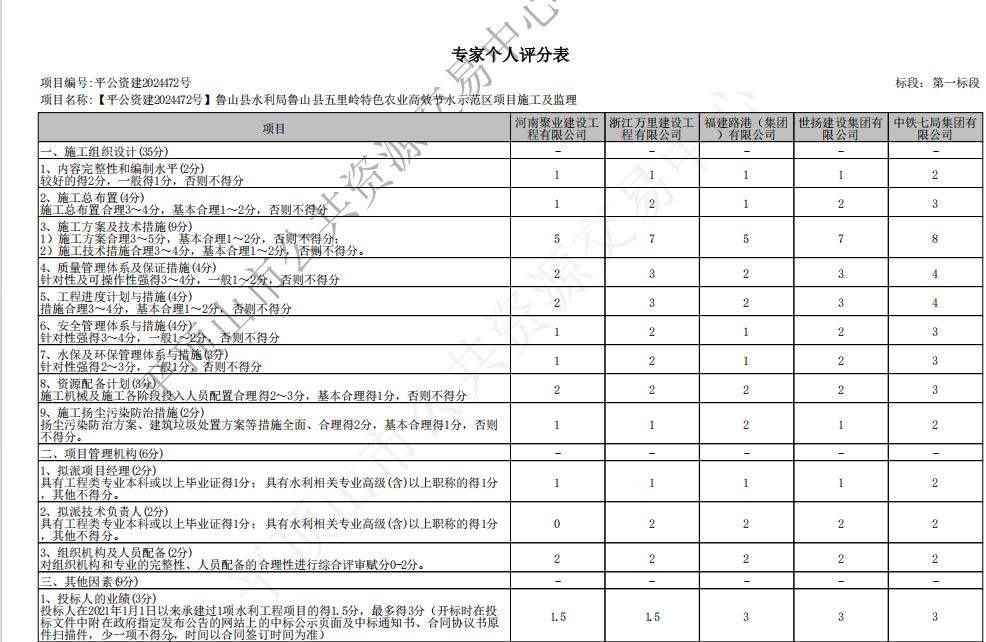 专家个人评分表
项目编号:平公资建2024472号 标段: 第一标段
项目名称:【平公资建2024472号】鲁山县水利局鲁山县五里岭特色农业高效节水示范区项目施工及监理
项目 河南聚业建设工程有限公司 浙江万里建设工程有限公司 福建路港（集团）有限公司 世扬建设集团有限公司 中铁七局集团有限公司
一、施工组织设计(35分) - - - - -
1、内容完整性和编制水平(2分)
较好的得2分，一般得1分，否则不得分 1 1 1 1 2
2、施工总布置(4分)
施工总布置合理3～4分，基本合理1～2分，否则不得分 1 2 1 2 3
3、施工方案及技术措施(9分)
1）施工方案合理3～5分，基本合理1～2分，否则不得分；
2）施工技术措施合理3～4分，基本合理1～2分，否则不得分。 5 7 5 7 8
4、质量管理体系及保证措施(4分)
针对性及可操作性强得3～4分，一般1～2分，否则不得分 2 3 2 3 4
5、工程进度计划与措施(4分)
措施合理3～4分，基本合理1～2分，否则不得分 2 3 2 3 4
6、安全管理体系与措施(4分)
针对性强得3～4分，一般1～2分，否则不得分 1 2 1 2 3
7、水保及环保管理体系与措施(3分)
针对性强得2～3分，一般1分，否则不得分 1 2 1 2 3
8、资源配备计划(3分)
施工机械及施工各阶段投入人员配置合理得2～3分，基本合理得1分，否则不得分 2 2 2 2 3
9、施工扬尘污染防治措施(2分)
扬尘污染防治方案、建筑垃圾处置方案等措施全面、合理得2分，基本合理得1分，否则
不得分。 1 1 2 1 2
二、项目管理机构(6分) - - - - -
1、拟派项目经理(2分)
具有工程类专业本科或以上毕业证得1分； 具有水利相关专业高级(含)以上职称的得1分
，其他不得分。 1 1 1 1 2
2、拟派技术负责人(2分)
具有工程类专业本科或以上毕业证得1分； 具有水利相关专业高级(含)以上职称的得1分
，其他不得分。 0 2 2 2 2
3、组织机构及人员配备(2分)
对组织机构和专业的完整性、人员配备的合理性进行综合评审赋分0-2分。 2 2 2 2 2
三、其他因素(9分) - - - - -
1、投标人的业绩(3分)
投标人在2021年1月1日以来承建过1项水利工程项目的得1.5分，最多得3分（开标时在投
标文件中附在政府指定发布公告的网站上的中标公示页面及中标通知书、合同协议书原
件扫描件，少一项不得分，时间以合同签订时间为准） 1.5 1.5 3 3 3
平顶山市公共资源交易中心
平顶山市公共资源交易中心